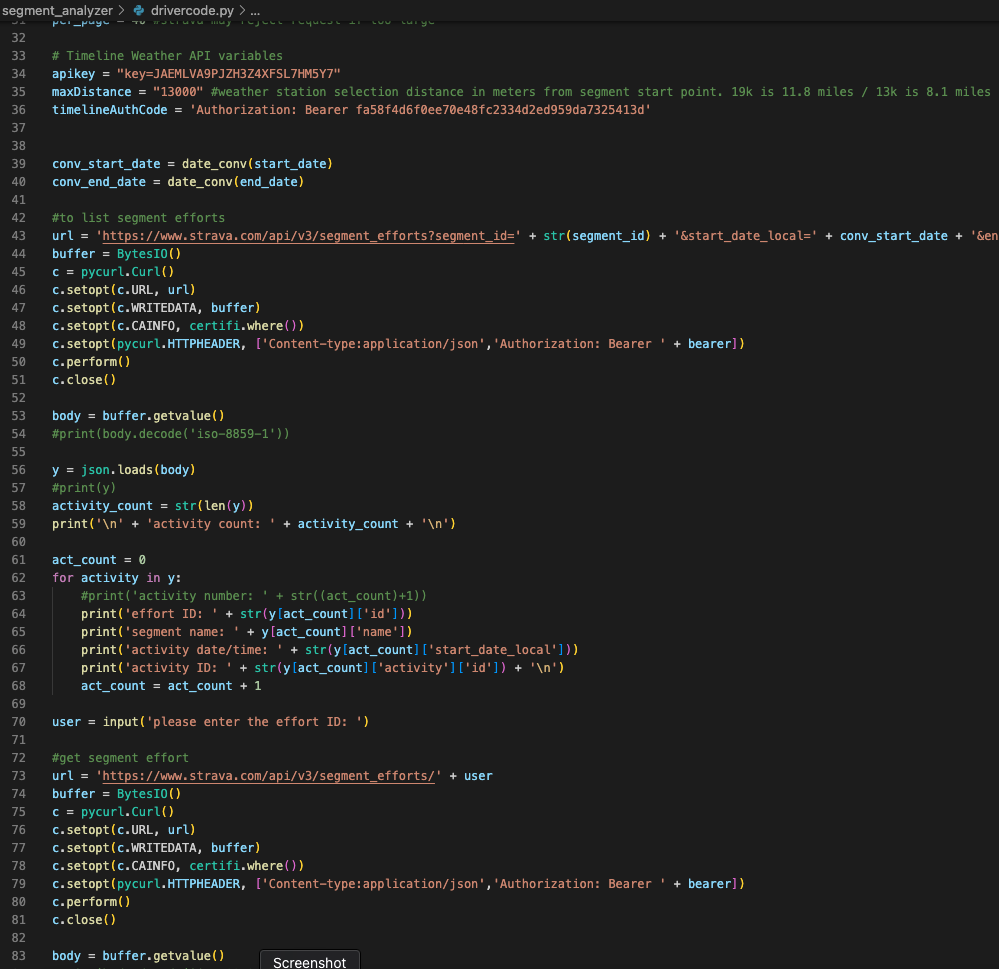 segment_analyzer > drivercode.py > ...
31 per_page = 40 #strava may reject request if too large
32
33 # Timeline Weather API variables
34 apikey = "key=JAEMLVA9PJZH3Z4XFSL7HM5Y7"
35 maxDistance = "13000" #weather station selection distance in meters from segment start point. 19k is 11.8 miles / 13k is 8.1 miles
36 timelineAuthCode = 'Authorization: Bearer fa58f4d6f0ee70e48fc2334d2ed959da7325413d'
37
38
39 conv_start_date = date_conv(start_date)
40 conv_end_date = date_conv(end_date)
41
42 #to list segment efforts
43 url = 'https://www.strava.com/api/v3/segment_efforts?segment_id=' + str(segment_id) + '&start_date_local=' + conv_start_date + '&en
44 buffer = BytesIO()
45 c = pycurl.Curl()
46 c.setopt(c.URL, url)
47 c.setopt(c.WRITEDATA, buffer)
48 c.setopt(c.CAINFO, certifi.where())
49 c.setopt(pycurl.HTTPHEADER, ['Content-type:application/json','Authorization: Bearer ' + bearer])
50 c.perform()
51 c.close()
52
53 body = buffer.getvalue()
54 #print(body.decode('iso-8859-1'))
55
56 y = json.loads(body)
57 #print(y)
58 activity_count = str(len(y))
59 print('\n' + 'activity count: ' + activity_count + '\n')
60
61 act_count = 0
62 for activity in y:
63     #print('activity number: ' + str((act_count)+1))
64     print('effort ID: ' + str(y[act_count]['id']))
65     print('segment name: ' + y[act_count]['name'])
66     print('activity date/time: ' + str(y[act_count]['start_date_local']))
67     print('activity ID: ' + str(y[act_count]['activity']['id']) + '\n')
68     act_count = act_count + 1
69
70 user = input('please enter the effort ID: ')
71
72 #get segment effort
73 url = 'https://www.strava.com/api/v3/segment_efforts/' + user
74 buffer = BytesIO()
75 c = pycurl.Curl()
76 c.setopt(c.URL, url)
77 c.setopt(c.WRITEDATA, buffer)
78 c.setopt(c.CAINFO, certifi.where())
79 c.setopt(pycurl.HTTPHEADER, ['Content-type:application/json','Authorization: Bearer ' + bearer])
80 c.perform()
81 c.close()
82
83 body = buffer.getvalue()
Screenshot